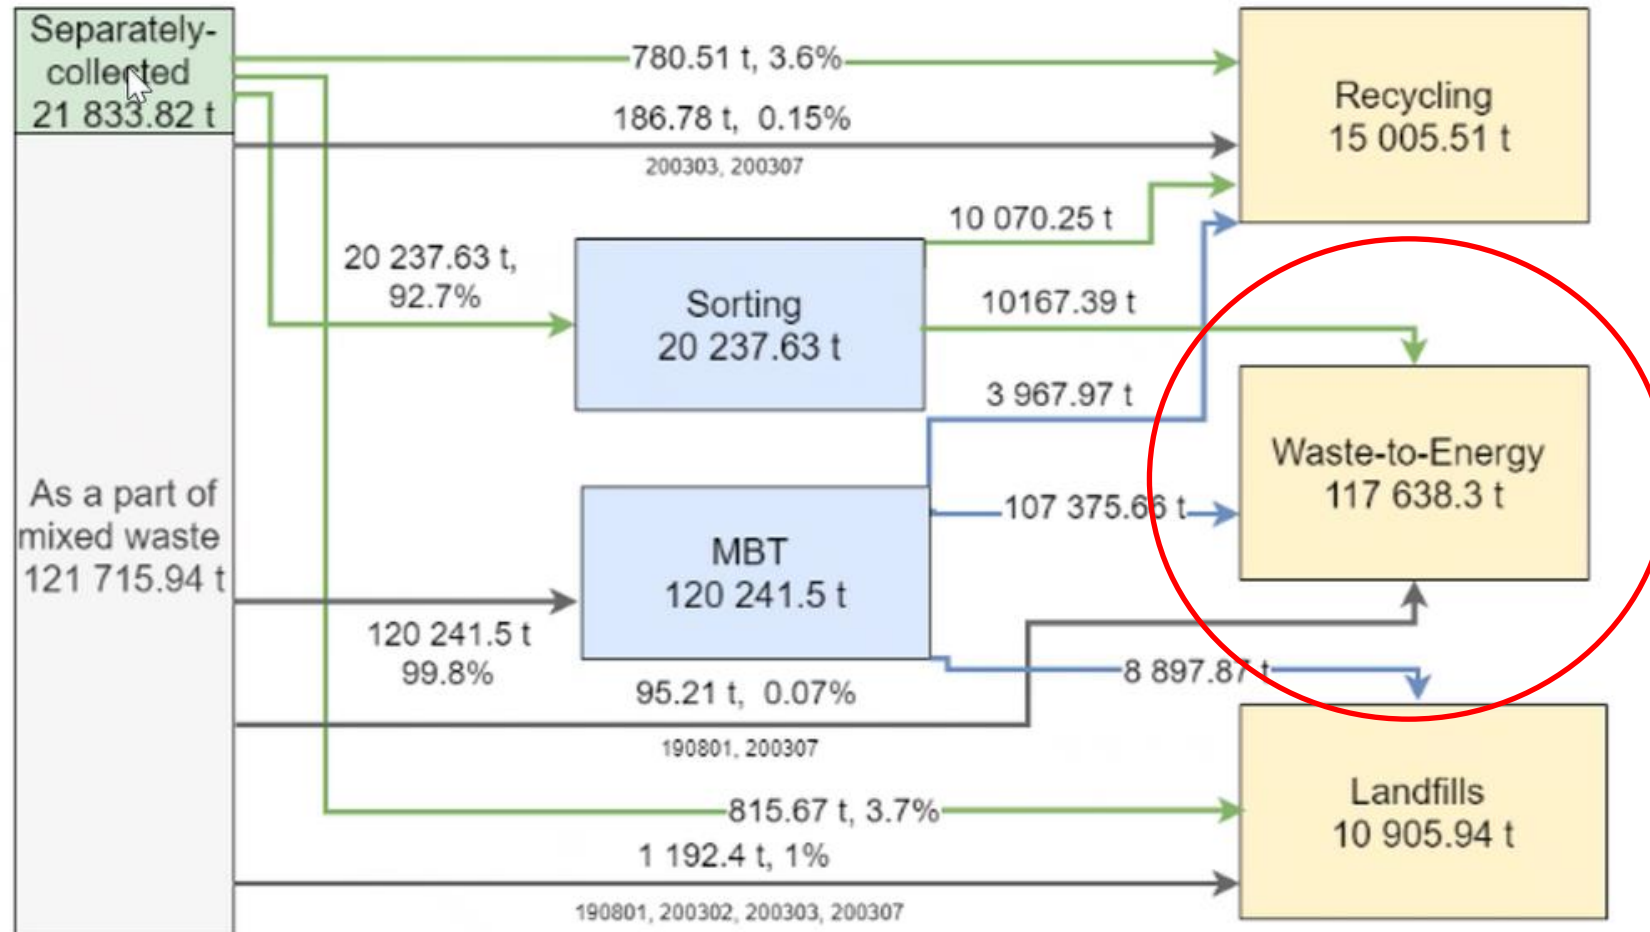 Separately-
collected
21 833.82 t
As a part of
mixed waste
121 715.94 t
780.51 t, 3.6%
186.78 t, 0.15%
200303, 200307
20 237.63 t,
92.7%
Sorting
20 237.63 t
10 070.25 t
10167.39 t
3 967.97 t
107 375.66 t
MBT
120 241.5 t
120 241.5 t
99.8%
95.21 t, 0.07%
190801, 200307
8 897.87 t
815.67 t, 3.7%
1 192.4 t, 1%
190801, 200302, 200303, 200307
Recycling
15 005.51 t
Waste-to-Energy
117 638.3 t
Landfills
10 905.94 t